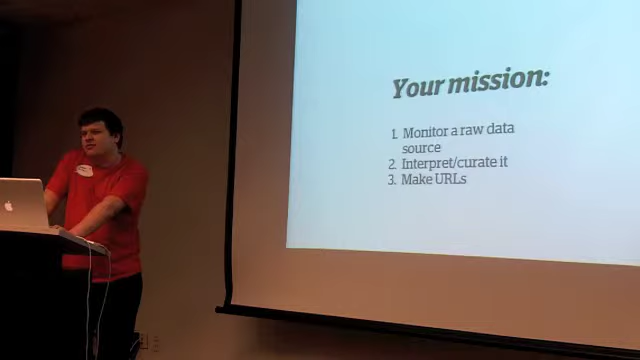 Your mission:
1. Monitor a raw data
source
2. Interpret/curate it
3. Make URLs